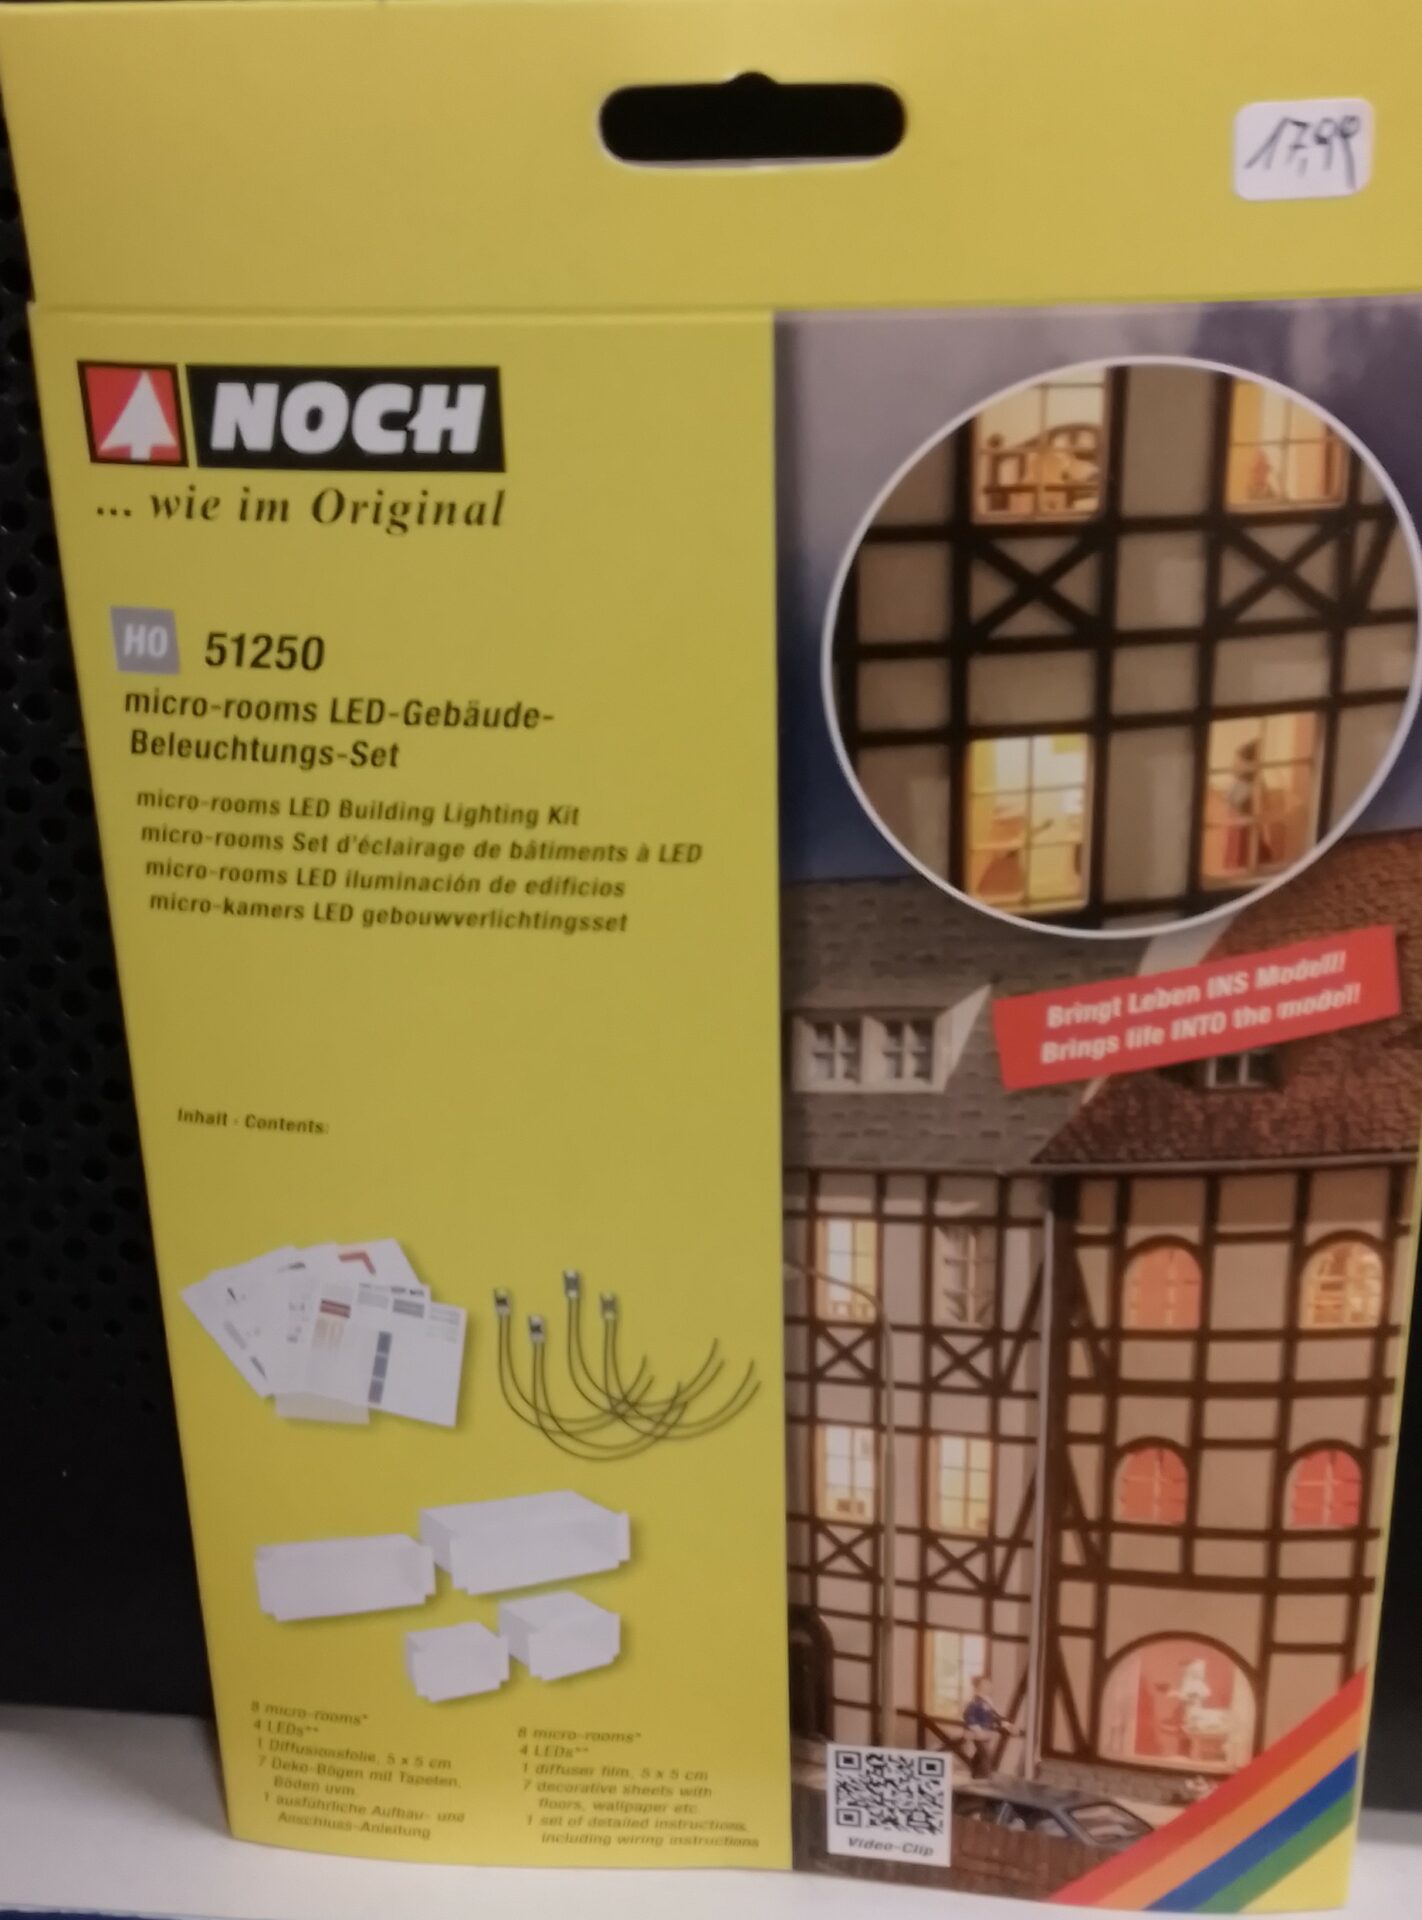 17,99
NOCH
... wie im Original
H0 51250
micro-rooms LED-Gebäude-
Beleuchtungs-Set
micro-rooms LED Building Lighting Kit
micro-rooms Set d'éclairage de bâtiments à LED
micro-rooms LED iluminación de edificios
micro-kamers LED gebouwverlichtingsset
Bringt Leben INS Modell!
Brings life INTO the model!
Inhalt - Contents:
8 micro-rooms*
4 LEDs**
1 Diffusionsfolie, 5 x 5 cm
7 Deko-Bögen mit Tapeten,
Böden uvm.
1 ausführliche Aufbau- und
Anschluss-Anleitung
8 micro-rooms*
4 LEDs**
1 diffuser film, 5 x 5 cm
7 decorative sheets with
floors, wallpaper etc.
1 set of detailed instructions,
including wiring instructions
Video-Clip